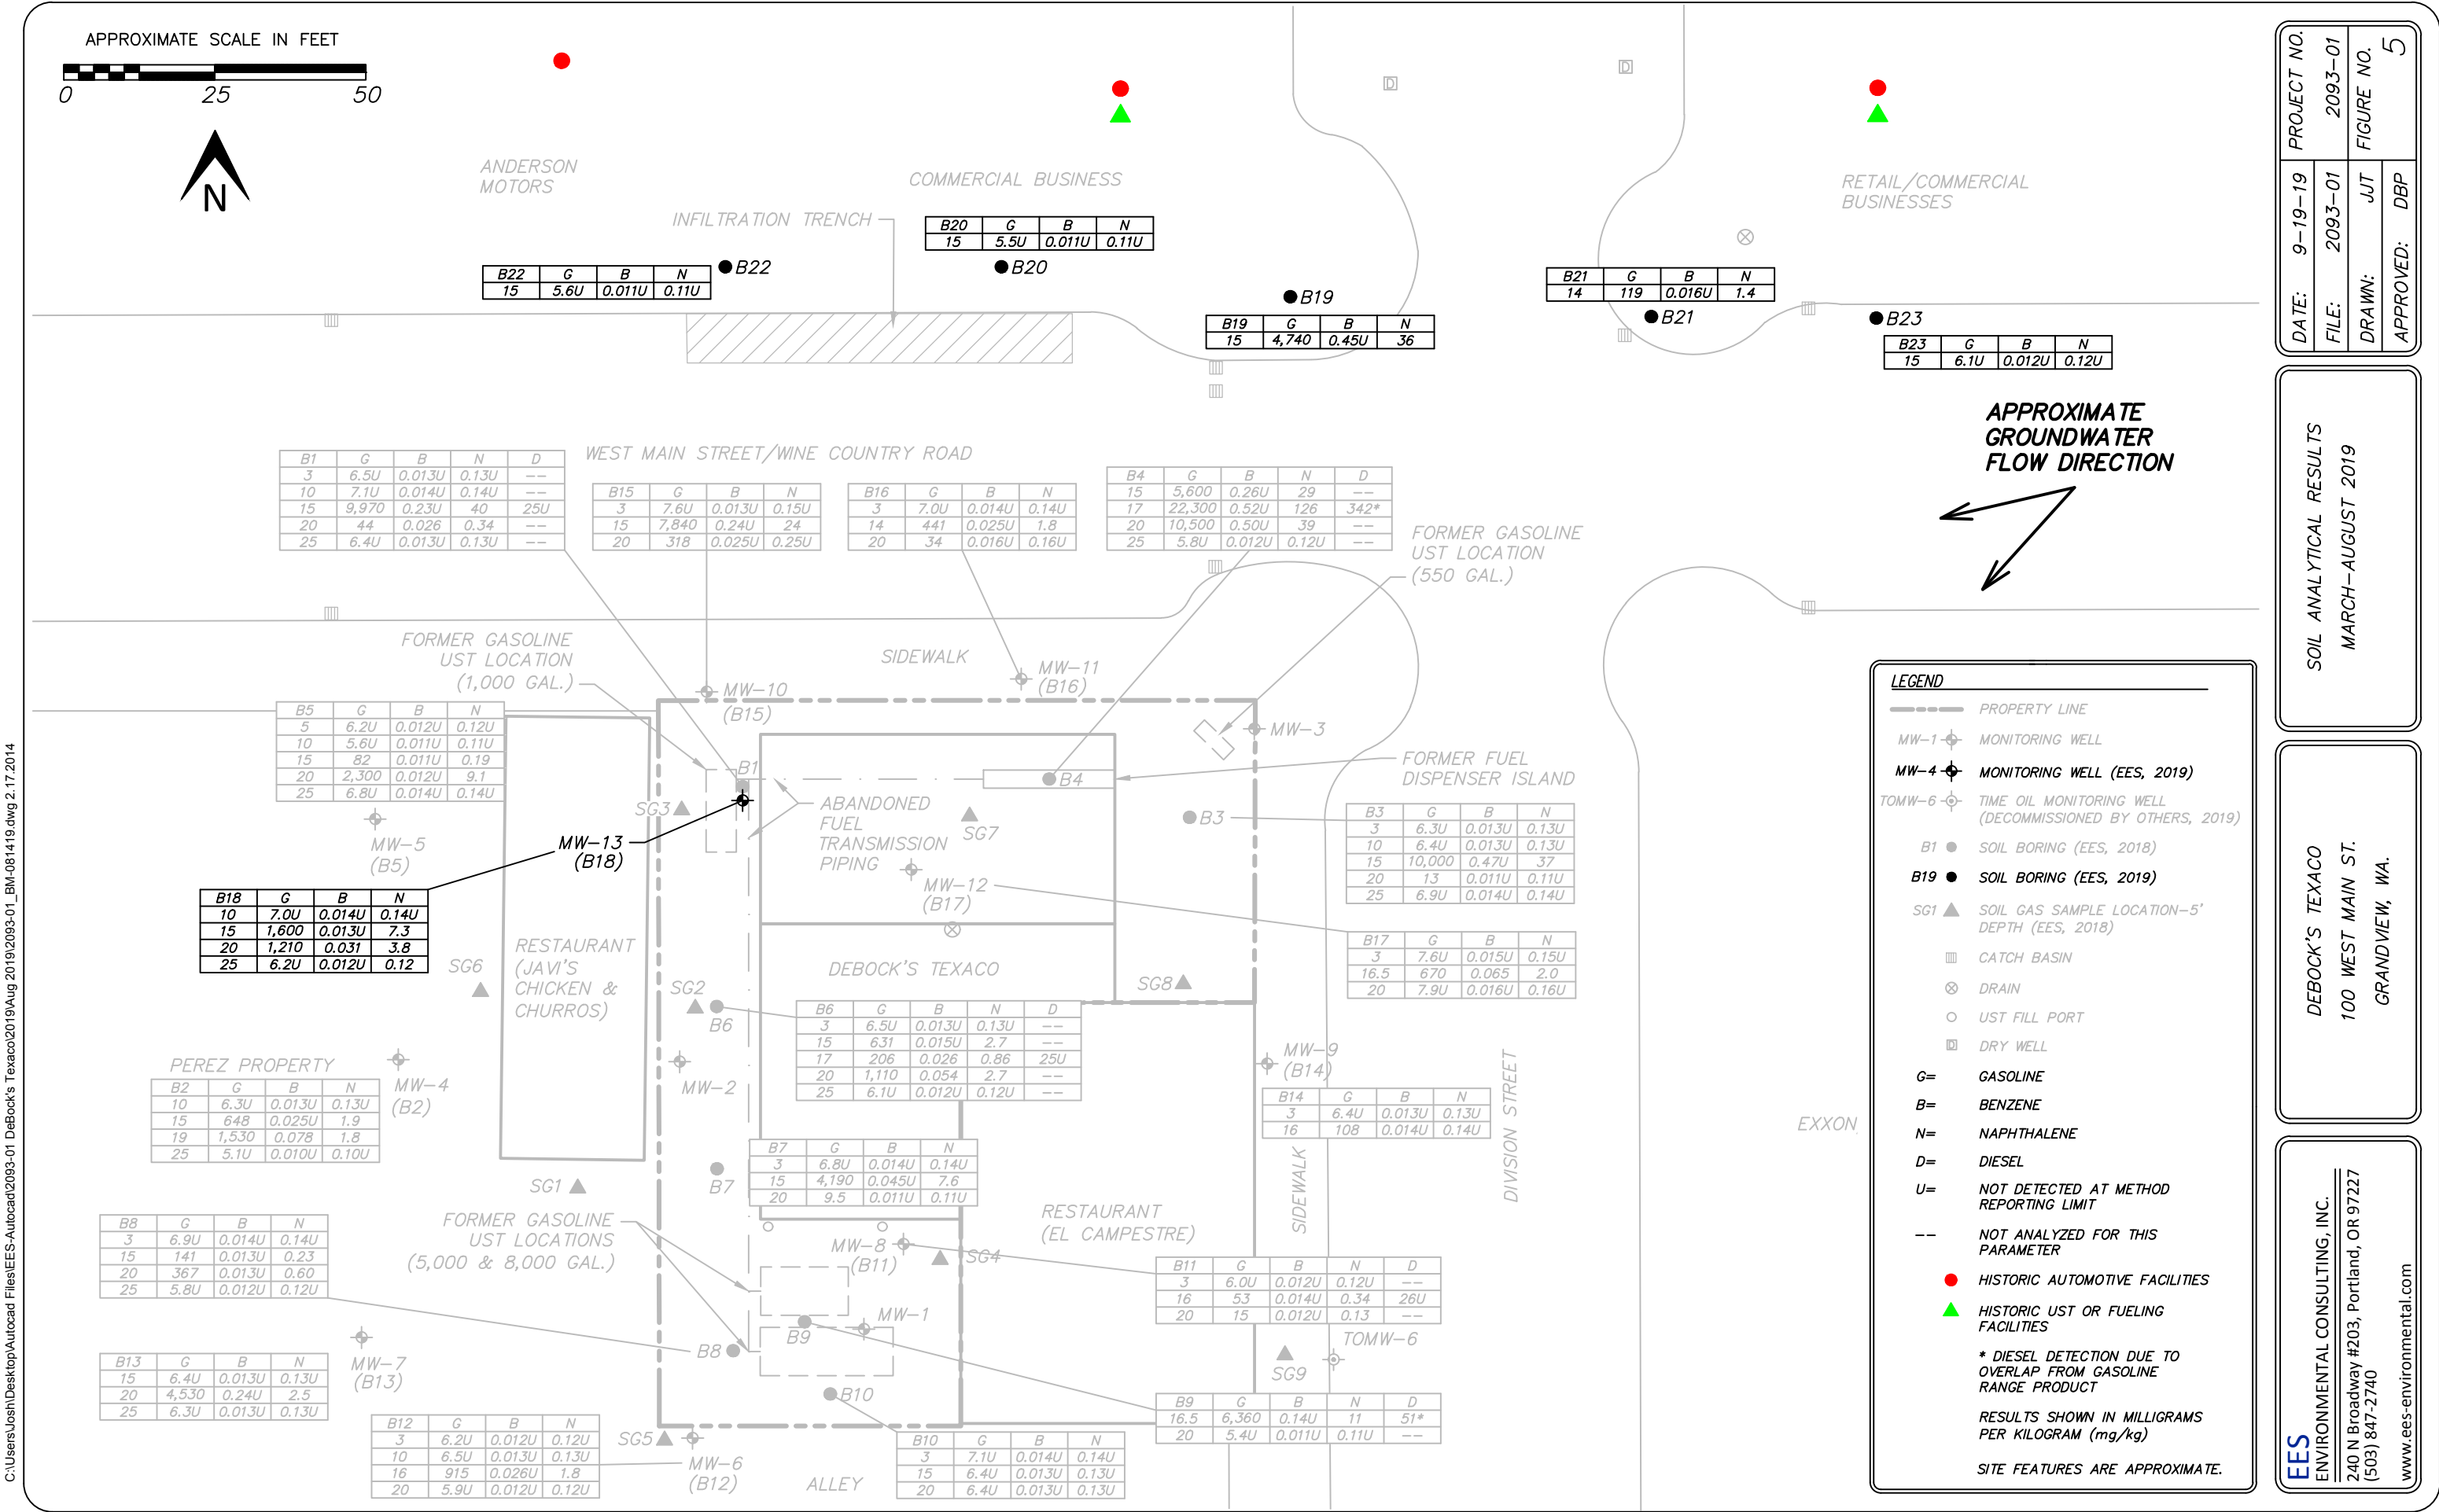 APPROXIMATE SCALE IN FEET
0 25 50
N
ANDERSON
MOTORS
COMMERCIAL BUSINESS
RETAIL/COMMERCIAL
BUSINESSES
INFILTRATION TRENCH
B20 G B N
15 5.5U 0.011U 0.11U
B20
B22 G B N
15 5.6U 0.011U 0.11U
B22
B19
B19 G B N
15 4,740 0.45U 36
B21 G B N
14 119 0.016U 1.4
B21
B23
B23 G B N
15 6.1U 0.012U 0.12U
D
D
APPROXIMATE
GROUNDWATER
FLOW DIRECTION
WEST MAIN STREET/WINE COUNTRY ROAD
B1 G B N D
3 6.5U 0.013U 0.13U --
10 7.1U 0.014U 0.14U --
15 9,970 0.23U 40 25U
20 44 0.026 0.34 --
25 6.4U 0.013U 0.13U --
B15 G B N
3 7.6U 0.013U 0.15U
15 7,840 0.24U 24
20 318 0.025U 0.25U
B16 G B N
3 7.0U 0.014U 0.14U
14 441 0.025U 1.8
20 34 0.016U 0.16U
B4 G B N D
15 5,600 0.26U 29 --
17 22,300 0.52U 126 342*
20 10,500 0.50U 39 --
25 5.8U 0.012U 0.12U --
FORMER GASOLINE
UST LOCATION
(550 GAL.)
FORMER GASOLINE
UST LOCATION
(1,000 GAL.)
SIDEWALK
MW-10
(B15)
MW-11
(B16)
MW-3
B5 G B N
5 6.2U 0.012U 0.12U
10 5.6U 0.011U 0.11U
15 82 0.011U 0.19
20 2,300 0.012U 9.1
25 6.8U 0.014U 0.14U
MW-5
(B5)
B1
SG3
B4
FORMER FUEL
DISPENSER ISLAND
ABANDONED
FUEL
TRANSMISSION
PIPING
SG7
B3
MW-13
(B18)
MW-12
(B17)
B3 G B N
3 6.3U 0.013U 0.13U
10 6.4U 0.013U 0.13U
15 10,000 0.47U 37
20 13 0.011U 0.11U
25 6.9U 0.014U 0.14U
B18 G B N
10 7.0U 0.014U 0.14U
15 1,600 0.013U 7.3
20 1,210 0.031 3.8
25 6.2U 0.012U 0.12
B17 G B N
3 7.6U 0.015U 0.15U
16.5 670 0.065 2.0
20 7.9U 0.016U 0.16U
SG6
RESTAURANT
(JAVI'S
CHICKEN &
CHURROS)
DEBOCK'S TEXACO
SG2
B6
SG8
B6 G B N D
3 6.5U 0.013U 0.13U --
15 631 0.015U 2.7 --
17 206 0.026 0.86 25U
20 1,110 0.054 2.7 --
25 6.1U 0.012U 0.12U --
PEREZ PROPERTY
MW-4
(B2)
B2 G B N
10 6.3U 0.013U 0.13U
15 648 0.025U 1.9
19 1,530 0.078 1.8
25 5.1U 0.010U 0.10U
MW-2
MW-9
(B14)
B14 G B N
3 6.4U 0.013U 0.13U
16 108 0.014U 0.14U
EXXON
DIVISION STREET
SIDEWALK
B7
B7 G B N
3 6.8U 0.014U 0.14U
15 4,190 0.045U 7.6
20 9.5 0.011U 0.11U
SG1
FORMER GASOLINE
UST LOCATIONS
(5,000 & 8,000 GAL.)
RESTAURANT
(EL CAMPESTRE)
MW-8
(B11)
SG4
B8 G B N
3 6.9U 0.014U 0.14U
15 141 0.013U 0.23
20 367 0.013U 0.60
25 5.8U 0.012U 0.12U
B11 G B N D
3 6.0U 0.012U 0.12U --
16 53 0.014U 0.34 26U
20 15 0.012U 0.13 --
MW-1
B9
B8
TOMW-6
SG9
MW-7
(B13)
B13 G B N
15 6.4U 0.013U 0.13U
20 4,530 0.24U 2.5
25 6.3U 0.013U 0.13U
B10
B9 G B N D
16.5 6,360 0.14U 11 51*
20 5.4U 0.011U 0.11U --
B12 G B N
3 6.2U 0.012U 0.12U
10 6.5U 0.013U 0.13U
16 915 0.026U 1.8
20 5.9U 0.012U 0.12U
SG5
MW-6
(B12)
ALLEY
B10 G B N
3 7.1U 0.014U 0.14U
15 6.4U 0.013U 0.13U
20 6.4U 0.013U 0.13U
LEGEND
PROPERTY LINE
MW-1 MONITORING WELL
MW-4 MONITORING WELL (EES, 2019)
TOMW-6 TIME OIL MONITORING WELL
(DECOMMISSIONED BY OTHERS, 2019)
B1 SOIL BORING (EES, 2018)
B19 SOIL BORING (EES, 2019)
SG1 SOIL GAS SAMPLE LOCATION-5'
DEPTH (EES, 2018)
CATCH BASIN
DRAIN
UST FILL PORT
D DRY WELL
G= GASOLINE
B= BENZENE
N= NAPHTHALENE
D= DIESEL
U= NOT DETECTED AT METHOD
REPORTING LIMIT
-- NOT ANALYZED FOR THIS
PARAMETER
HISTORIC AUTOMOTIVE FACILITIES
HISTORIC UST OR FUELING
FACILITIES
* DIESEL DETECTION DUE TO
OVERLAP FROM GASOLINE
RANGE PRODUCT
RESULTS SHOWN IN MILLIGRAMS
PER KILOGRAM (mg/kg)
SITE FEATURES ARE APPROXIMATE.
DATE: 9-19-19 PROJECT NO.
FILE: 2093-01 2093-01
DRAWN: JJT FIGURE NO.
APPROVED: DBP 5
SOIL ANALYTICAL RESULTS
MARCH-AUGUST 2019
DEBOCK'S TEXACO
100 WEST MAIN ST.
GRANDVIEW, WA.
EES
ENVIRONMENTAL CONSULTING, INC.
240 N Broadway #203, Portland, OR 97227
(503) 847-2740
www.ees-environmental.com
C:\Users\Josh\Desktop\Autocad Files\EES-Autocad\2093-01 DeBock's Texaco\2019\Aug 2019\2093-01_BM-081419.dwg 2.17.2014